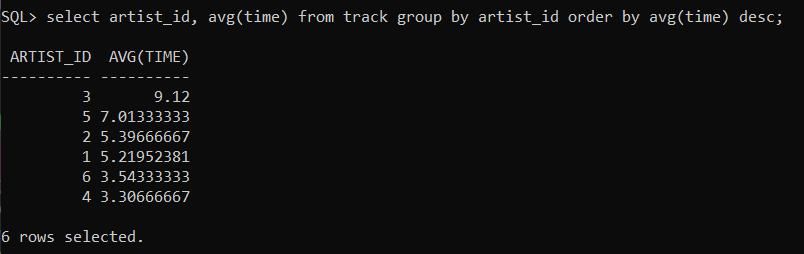 SQL> select artist_id, avg(time) from track group by artist_id order by avg(time) desc;
ARTIST_ID AVG(TIME)
---------- ----------
3 9.12
5 7.01333333
2 5.39666667
1 5.21952381
6 3.54333333
4 3.30666667
6 rows selected.